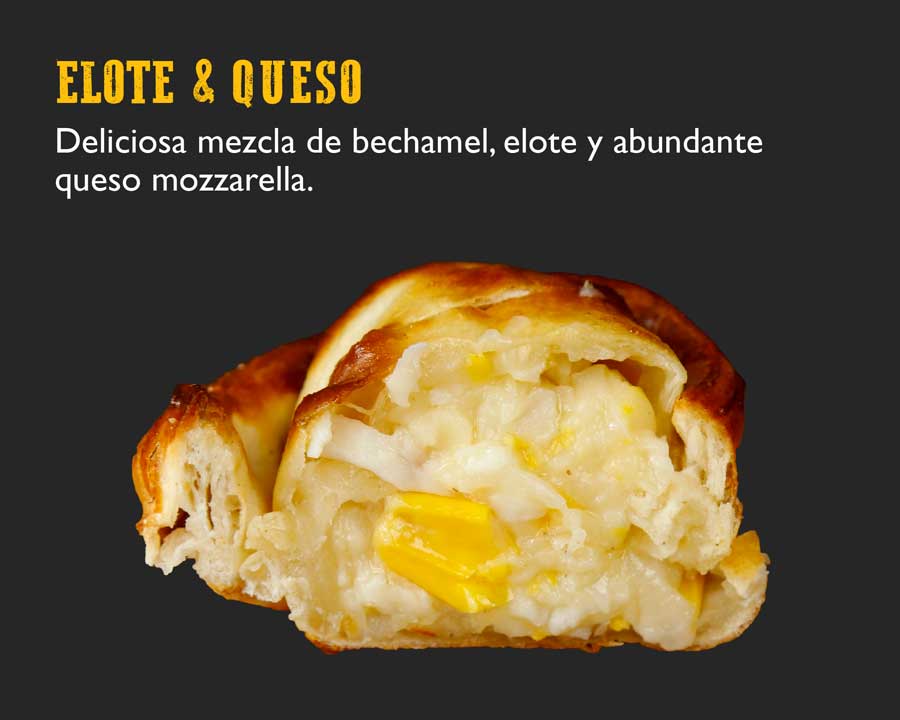 ELOTE & QUESO
Deliciosa mezcla de bechamel, elote y abundante
queso mozzarella.